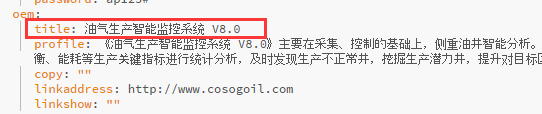 oem:
title: 油气生产智能监控系统 V8.0
profile: 《油气生产智能监控系统 V8.0》主要在采集、控制的基础上，侧重油井智能分析。
衡、能耗等生产关键指标进行统计分析，及时发现生产不正常井，挖掘生产潜力井，提升对目标
copy: ""
linkaddress: http://www.cosogoil.com
linkshow: ""